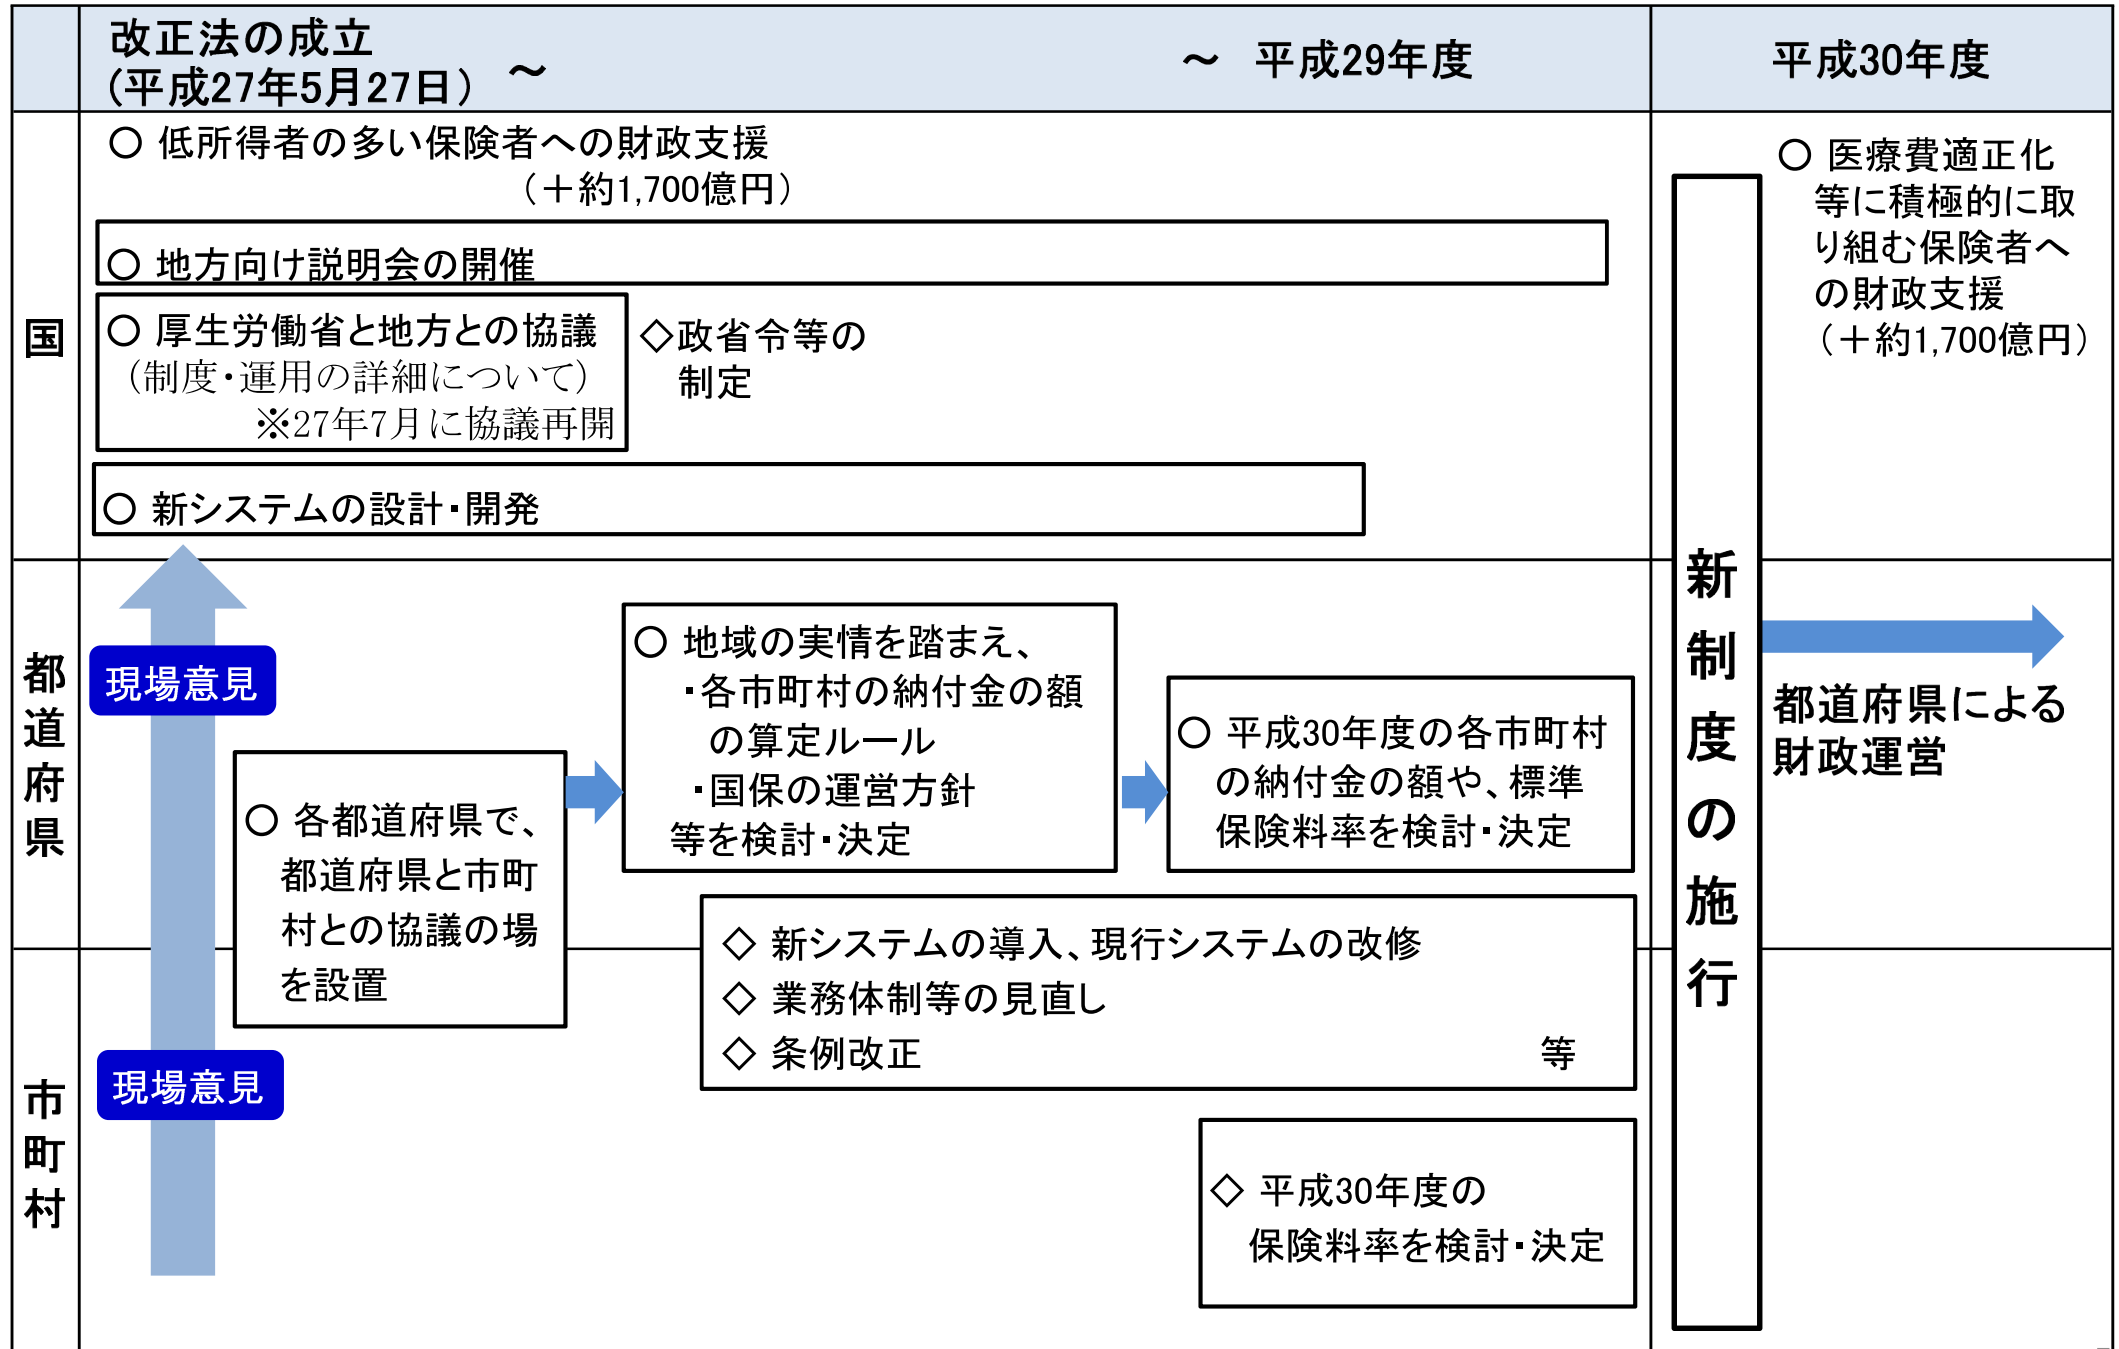 改正法の成立
(平成27年5月27日) ～
～ 平成29年度
平成30年度
国
○ 低所得者の多い保険者への財政支援
（＋約1,700億円）
○ 地方向け説明会の開催
○ 厚生労働省と地方との協議
（制度・運用の詳細について）
※27年7月に協議再開
◇政省令等の
制定
○ 新システムの設計・開発
○ 医療費適正化
等に積極的に取
り組む保険者へ
の財政支援
（＋約1,700億円）
新制度の施行
都道府県
現場意見
○ 各都道府県で、
都道府県と市町
村との協議の場
を設置
○ 地域の実情を踏まえ、
・各市町村の納付金の額
の算定ルール
・国保の運営方針
等を検討・決定
○ 平成30年度の各市町村
の納付金の額や、標準
保険料率を検討・決定
都道府県による
財政運営
◇ 新システムの導入、現行システムの改修
◇ 業務体制等の見直し
◇ 条例改正 等
市町村
現場意見
◇ 平成30年度の
保険料率を検討・決定